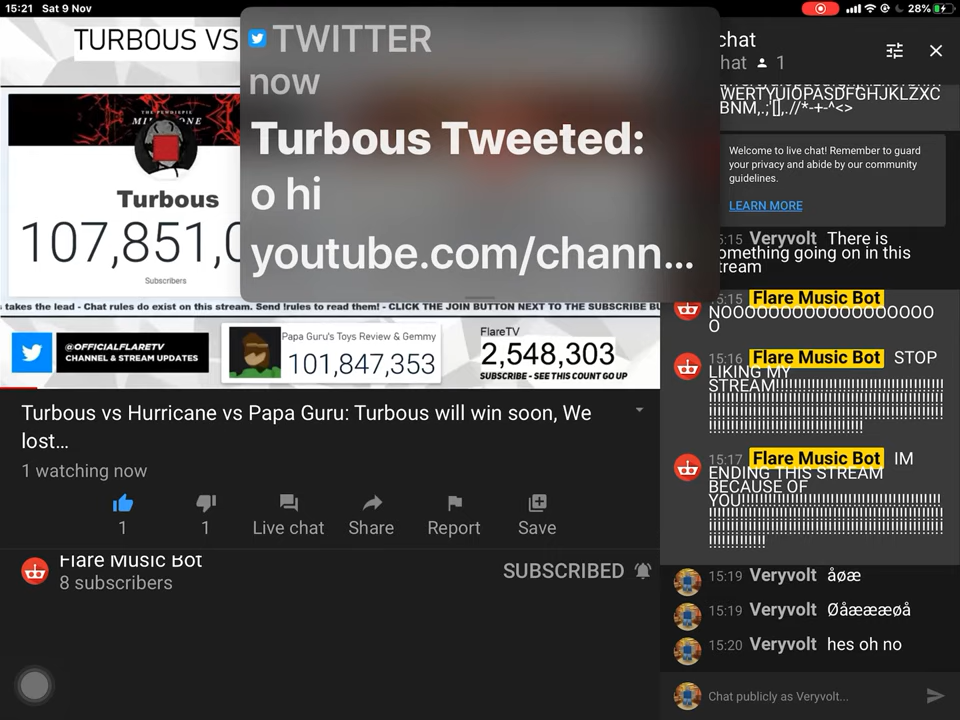 15:21 Sat 9 Nov
28%
TURBOUS VS
TWITTER
now
Turbous Tweeted:
o hi
youtube.com/chann...
Turbous
107,851,0
Subscribers
takes the lead - Chat rules do exist on this stream. Send !rules to read them! - CLICK THE JOIN BUTTON NEXT TO THE SUBSCRIBE BU
@OFFICIALFLARETV
CHANNEL & STREAM UPDATES
Papa Guru's Toys Review & Gemmy
101,847,353
FlareTV
2,548,303
SUBSCRIBE - SEE THIS COUNT GO UP
Turbous vs Hurricane vs Papa Guru: Turbous will win soon, We
lost...
1 watching now
1
1
Live chat
Share
Report
Save
Flare Music Bot
8 subscribers
SUBSCRIBED
chat
hat 1
WERTYUIOPASDFGHJKLZXC
BNM,.;'[],.//*-+-^<>
Welcome to live chat! Remember to guard
your privacy and abide by our community
guidelines.
LEARN MORE
5:15 Veryvolt There is
omething going on in this
tream
5:15 Flare Music Bot
NOOOOOOOOOOOOOOOOOO
O
15:16 Flare Music Bot STOP
LIKING MY
15:17 Flare Music Bot IM
ENDING THIS STREAM
BECAUSE OF
15:19 Veryvolt åøæ
15:19 Veryvolt Øåæææøå
15:20 Veryvolt hes oh no
Chat publicly as Veryvolt...